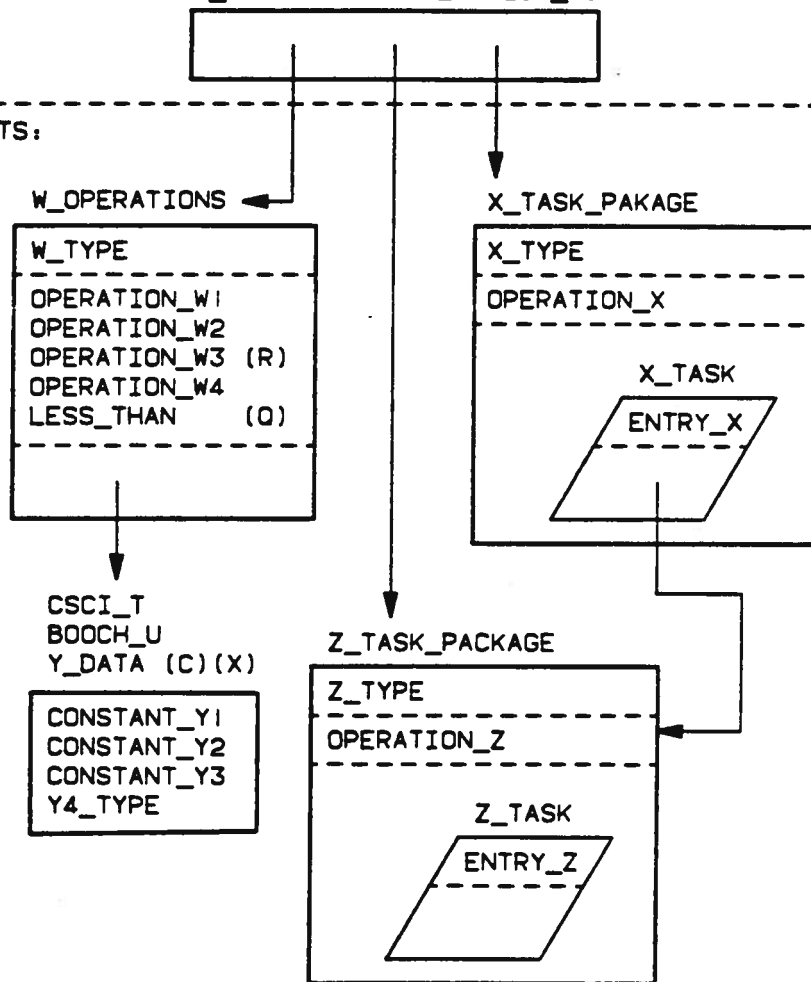 TS:
W_OPERATIONS
W_TYPE
OPERATION_W1
OPERATION_W2
OPERATION_W3 (R)
OPERATION_W4
LESS_THAN (Q)
X_TASK_PAKAGE
X_TYPE
OPERATION_X
X_TASK
ENTRY_X
CSCI_T
BOOCH_U
Y_DATA (C)(X)
CONSTANT_Y1
CONSTANT_Y2
CONSTANT_Y3
Y4_TYPE
Z_TASK_PACKAGE
Z_TYPE
OPERATION_Z
Z_TASK
ENTRY_Z